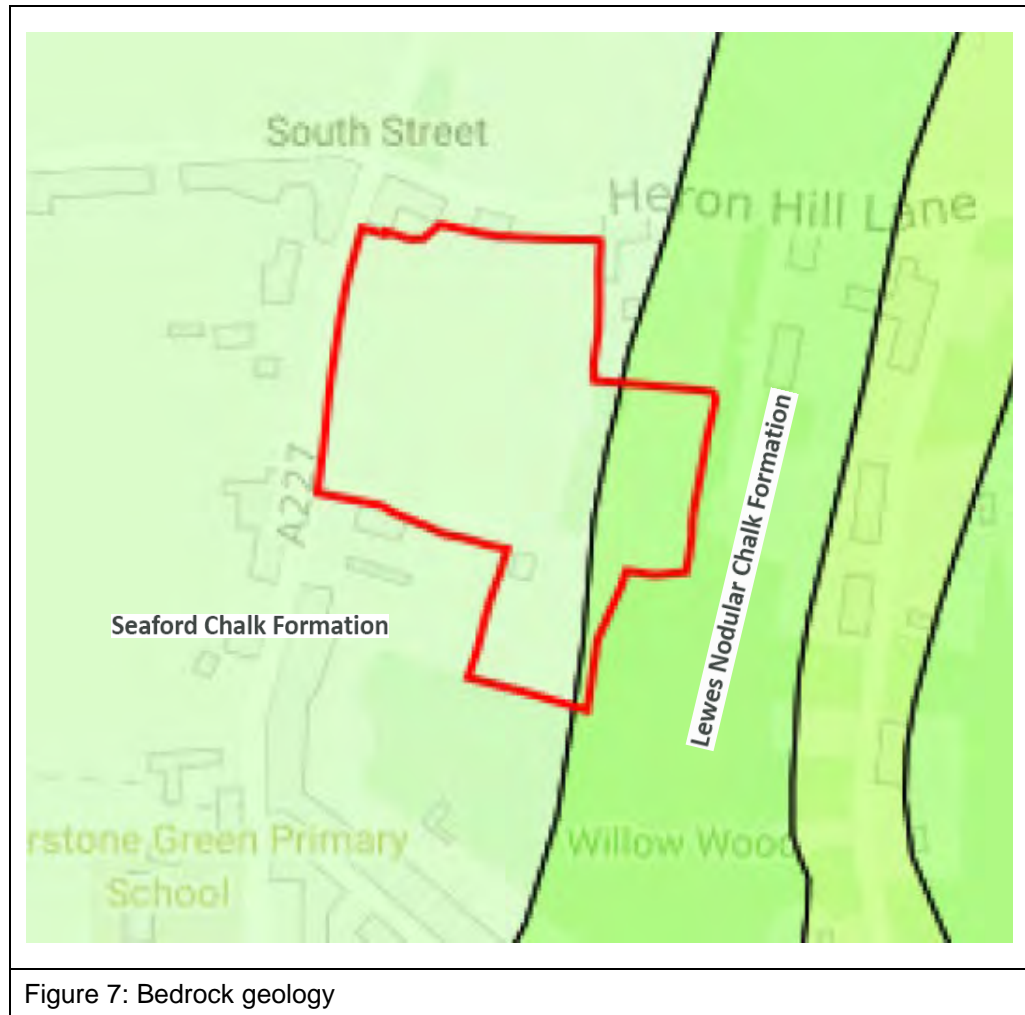 South Street
Heron Hill Lane
A227
Lewes Nodular Chalk Formation
Seaford Chalk Formation
rstone Green Primary
School
Willow Wood
Figure 7: Bedrock geology